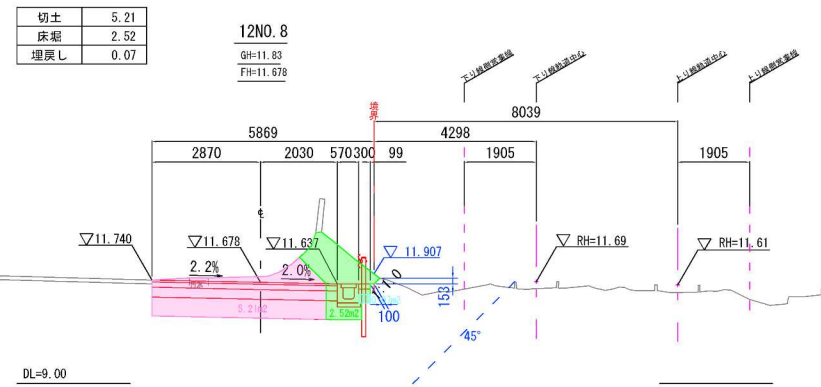 切土 5.21
床堀 2.52
埋戻し 0.07
12NO.8
GH=11.83
FH=11.678
下り線側営業線
下り線軌道中心
上り線軌道中心
上り線側営業線
境界
8039
5869
4298
2870
2030
570
300
99
1905
1905
▽11.740
▽11.678
▽11.637
▽ 11.907
▽ RH=11.69
▽ RH=11.61
2.2%
2.0%
1:1.0
153
100
5.21m2
2.52m2
45°
DL=9.00